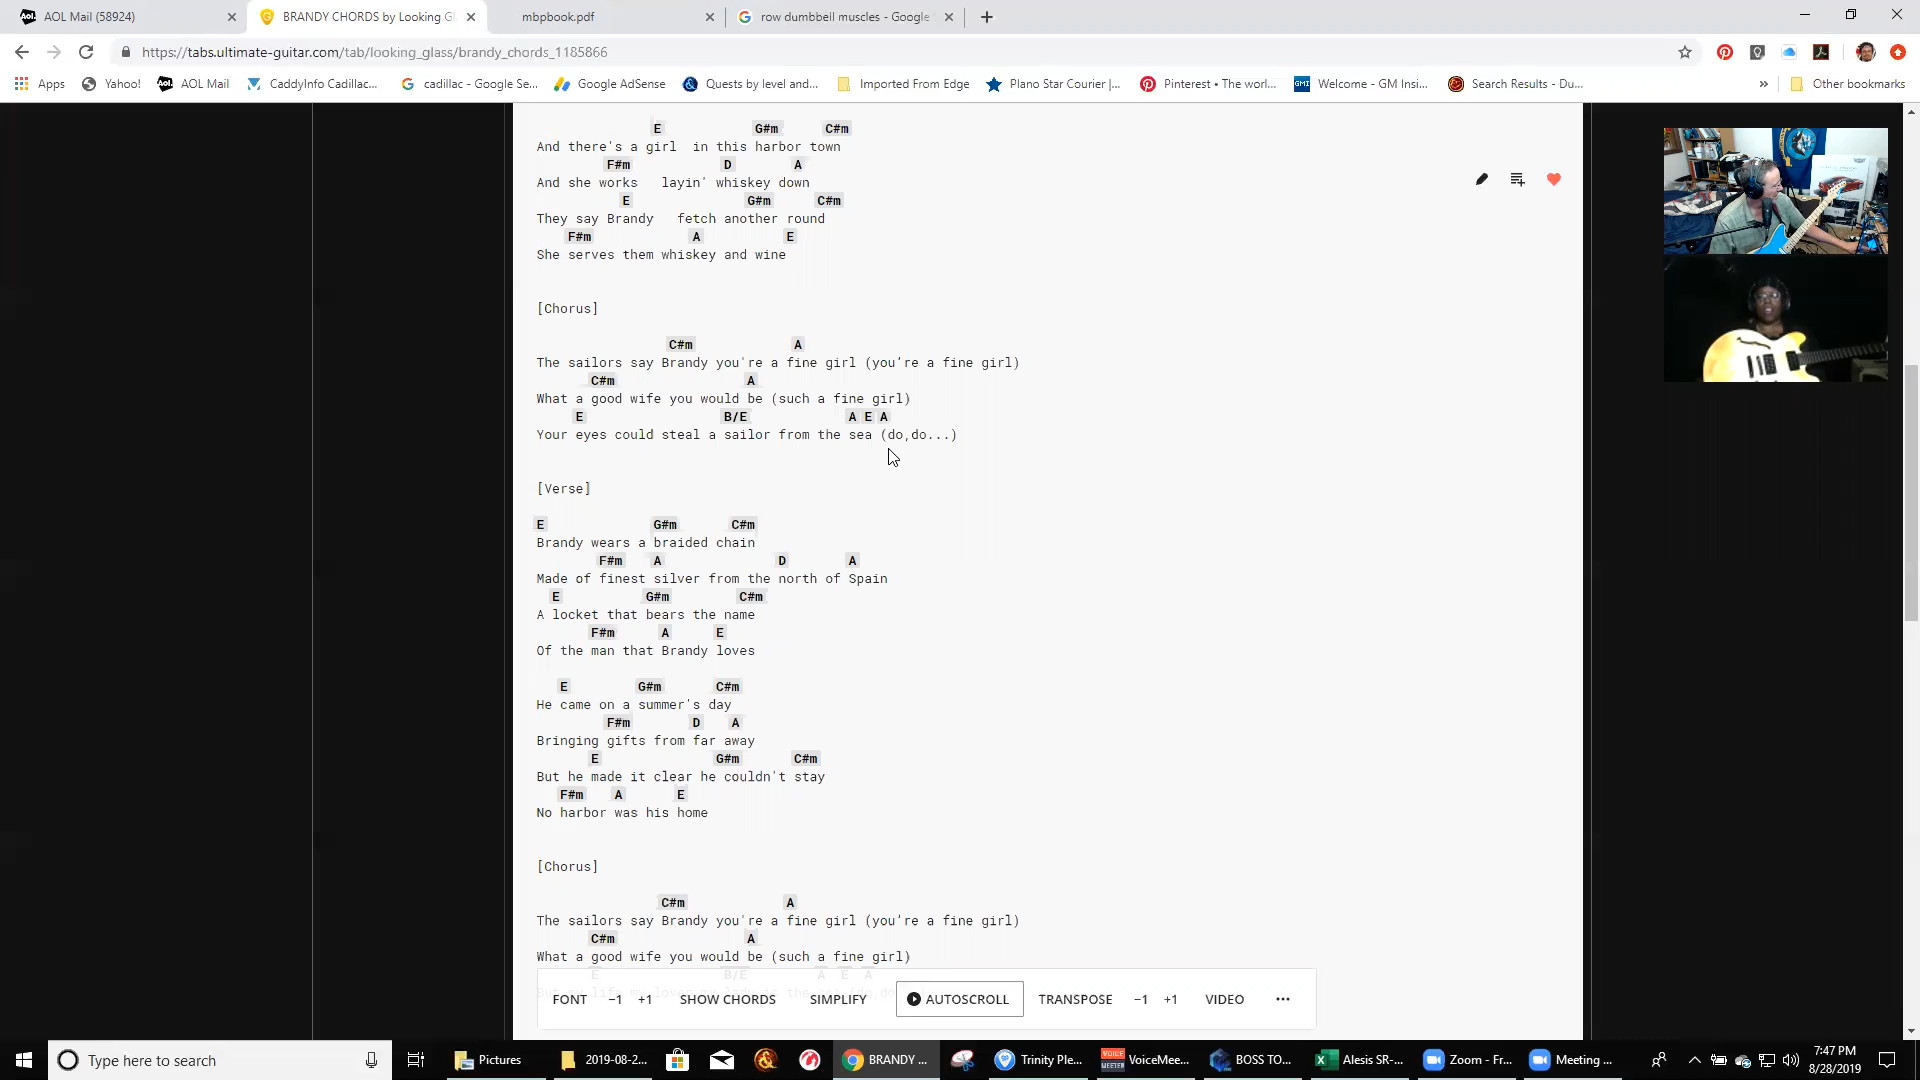 AOL Mail (58924)
BRANDY CHORDS by Looking Gl
mbpbook.pdf
row dumbbell muscles - Google
https://tabs.ultimate-guitar.com/tab/looking_glass/brandy_chords_1185866
Apps
Yahoo!
AOL Mail
CaddyInfo Cadillac...
cadillac - Google Se...
Google AdSense
Quests by level and...
Imported From Edge
Plano Star Courier |...
Pinterest • The worl...
Welcome - GM Insi...
Search Results - Du...
»
Other bookmarks
E G#m C#m
And there's a girl in this harbor town
F#m D A
And she works layin' whiskey down
E G#m C#m
They say Brandy fetch another round
F#m A E
She serves them whiskey and wine
[Chorus]
C#m A
The sailors say Brandy you're a fine girl (you're a fine girl)
C#m A
What a good wife you would be (such a fine girl)
E B/E A E A
Your eyes could steal a sailor from the sea (do,do...)
[Verse]
E G#m C#m
Brandy wears a braided chain
F#m A D A
Made of finest silver from the north of Spain
E G#m C#m
A locket that bears the name
F#m A E
Of the man that Brandy loves
E G#m C#m
He came on a summer's day
F#m D A
Bringing gifts from far away
E G#m C#m
But he made it clear he couldn't stay
F#m A E
No harbor was his home
[Chorus]
C#m A
The sailors say Brandy you're a fine girl (you're a fine girl)
C#m A
What a good wife you would be (such a fine girl)
E B/E A E A
FONT −1 +1 SHOW CHORDS SIMPLIFY AUTOSCROLL TRANSPOSE −1 +1 VIDEO •••
Type here to search
Pictures
2019-08-2...
BRANDY ...
Trinity Ple...
VoiceMee...
BOSS TO...
Alesis SR-...
Zoom - Fr...
Meeting ...
7:47 PM
8/28/2019